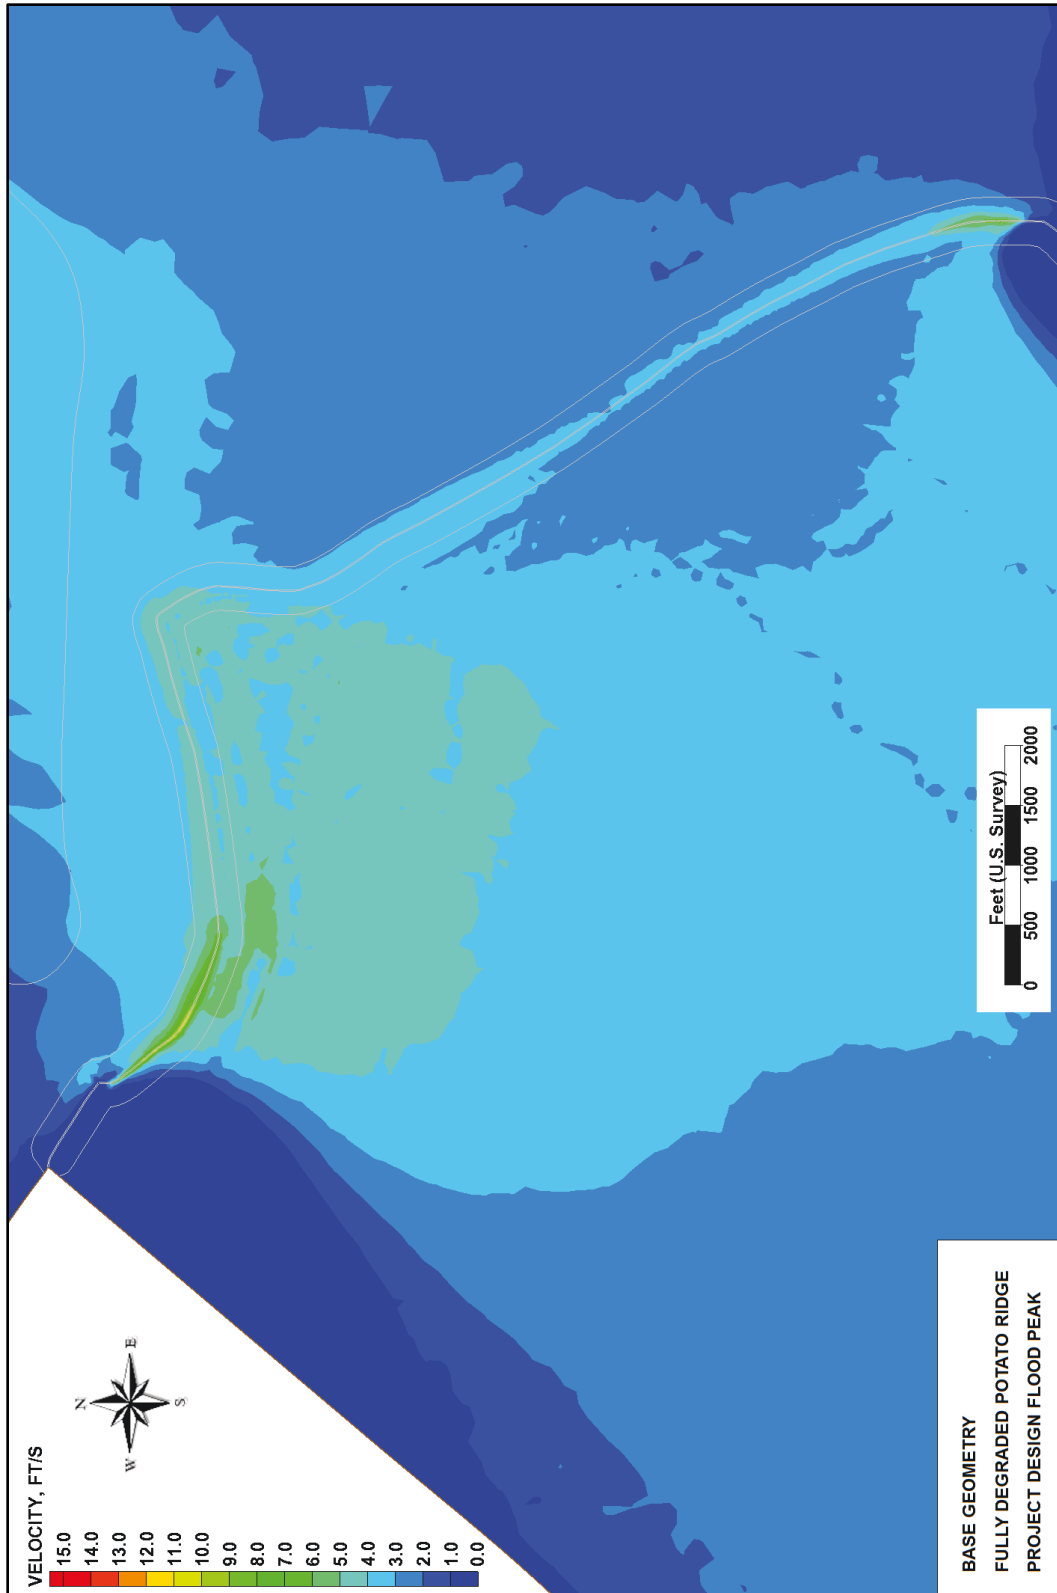 VELOCITY, FT/S
15.0
14.0
13.0
12.0
11.0
10.0
9.0
8.0
7.0
6.0
5.0
4.0
3.0
2.0
1.0
0.0
N
W E
S
Feet (U.S. Survey)
0 500 1000 1500 2000
BASE GEOMETRY
FULLY DEGRADED POTATO RIDGE
PROJECT DESIGN FLOOD PEAK